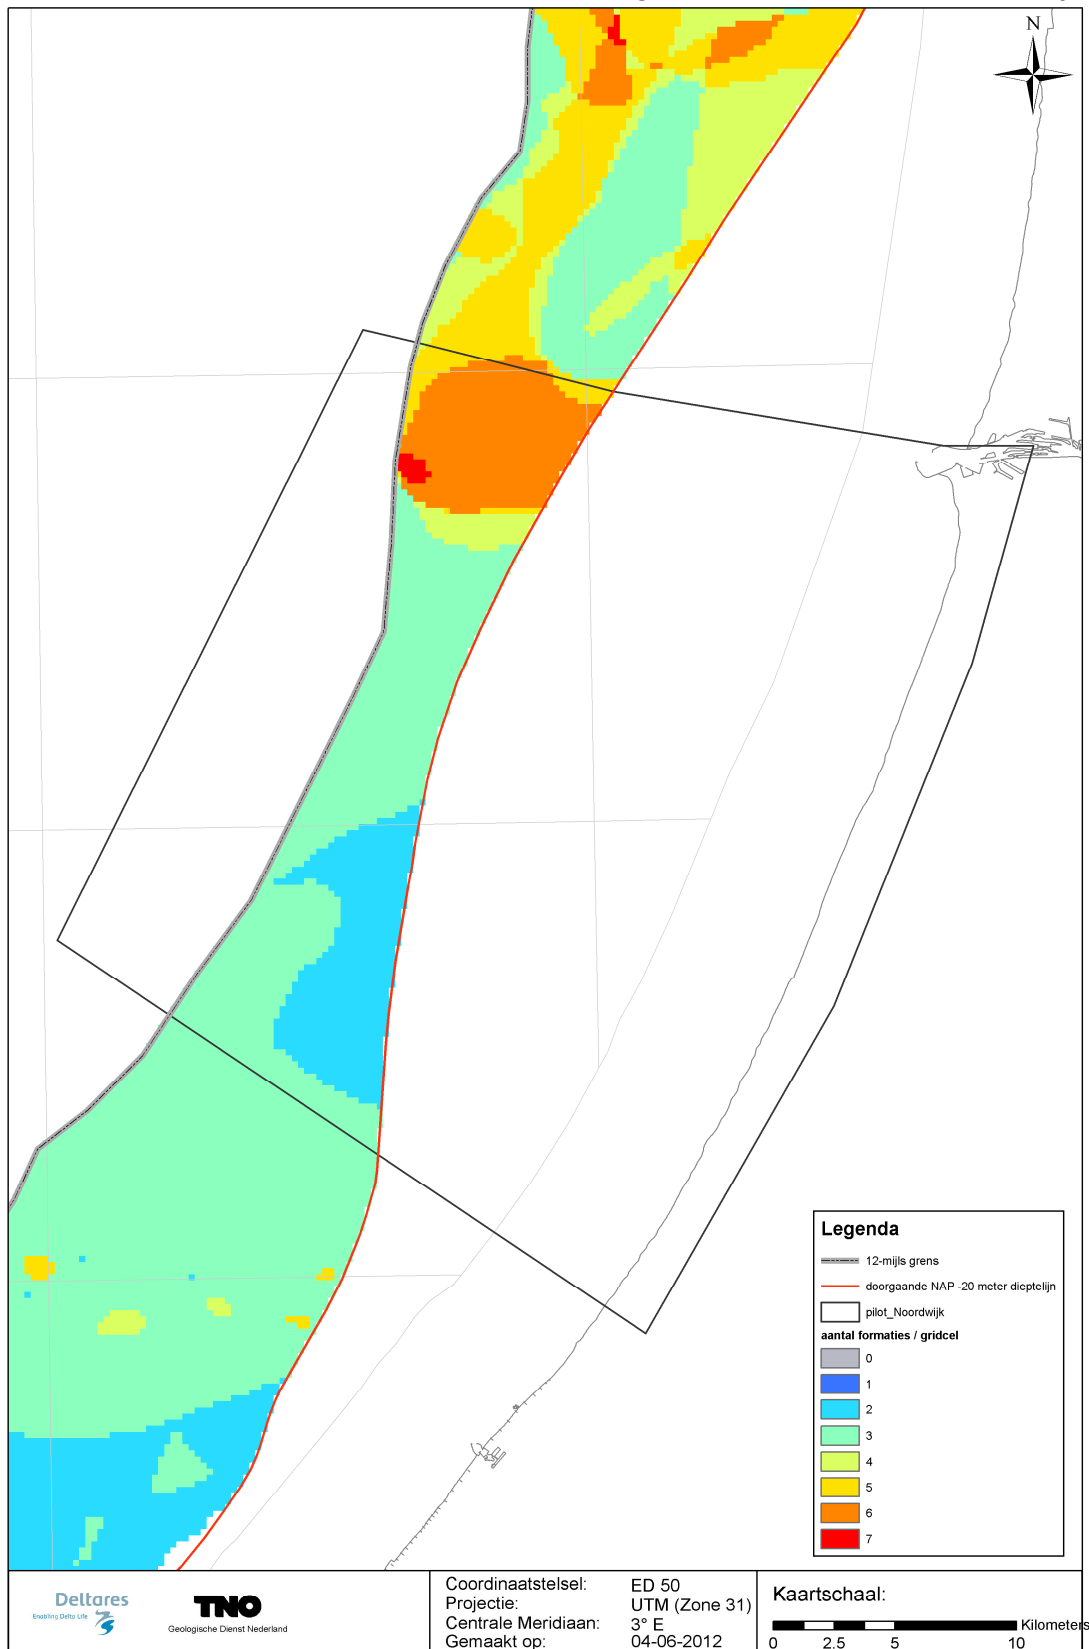 N
Legenda
12-mijls grens
doorgaande NAP -20 meter dieptelijn
pilot_Noordwijk
aantal formaties / gridcel
0
1
2
3
4
5
6
7
Deltares
Enabling Delta Life
TNO
Geologische Dienst Nederland
Coordinaatstelsel: ED 50
Projectie: UTM (Zone 31)
Centrale Meridiaan: 3° E
Gemaakt op: 04-06-2012
Kaartschaal:
Kilometers
0 2.5 5 10